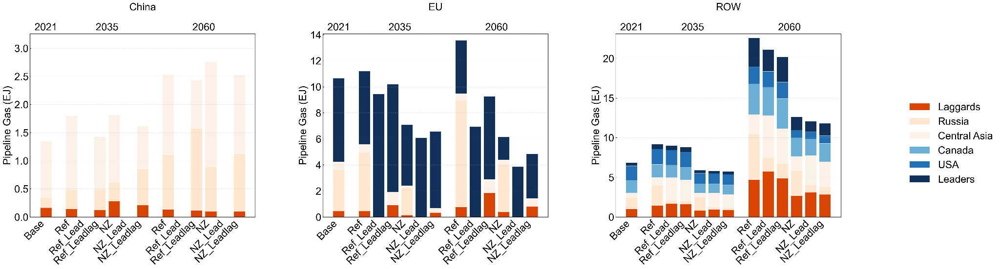 China
2021 2035 2060
Pipeline Gas (EJ)
3.0
2.5
2.0
1.5
1.0
0.5
0.0
Base
Ref
Ref_Lead
Ref_Leadlag
NZ
NZ_Lead
NZ_Leadlag
Ref
Ref_Lead
Ref_Leadlag
NZ
NZ_Lead
NZ_Leadlag
EU
2021 2035 2060
Pipeline Gas (EJ)
14
12
10
8
6
4
2
0
Base
Ref
Ref_Lead
Ref_Leadlag
NZ
NZ_Lead
NZ_Leadlag
Ref
Ref_Lead
Ref_Leadlag
NZ
NZ_Lead
NZ_Leadlag
ROW
2021 2035 2060
Pipeline Gas (EJ)
20
15
10
5
0
Base
Ref
Ref_Lead
Ref_Leadlag
NZ
NZ_Lead
NZ_Leadlag
Ref
Ref_Lead
Ref_Leadlag
NZ
NZ_Lead
NZ_Leadlag
Laggards
Russia
Central Asia
Canada
USA
Leaders